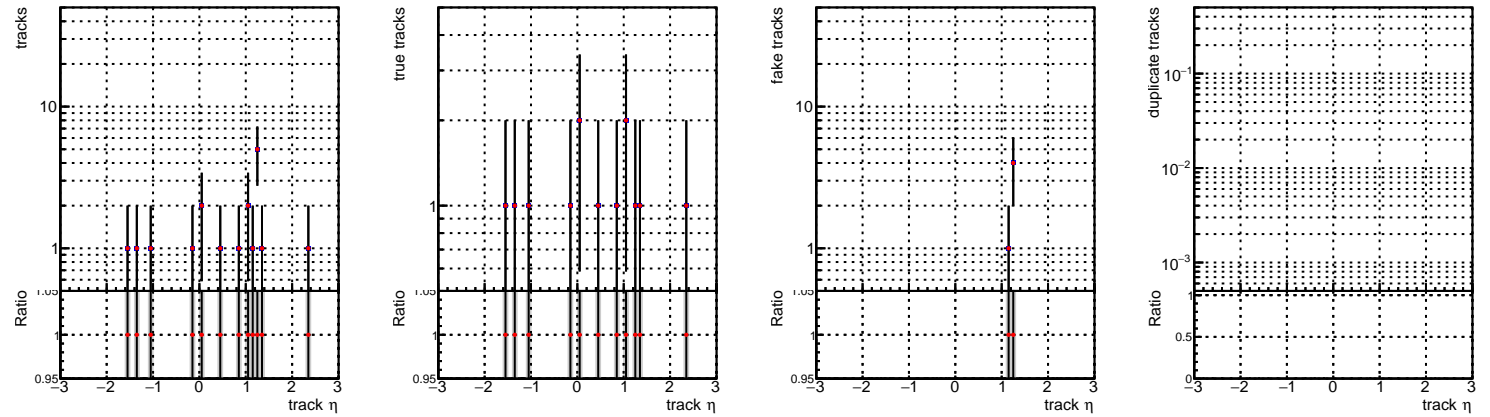 tracks
10
1
Ratio
1.05
1
0.95
−3 −2 −1 0 1 2 3
track η
true tracks
1
Ratio
1.05
1
0.95
−3 −2 −1 0 1 2 3
track η
fake tracks
10
1
Ratio
1.05
1
0.95
−3 −2 −1 0 1 2 3
track η
duplicate tracks
10⁻¹
10⁻²
10⁻³
Ratio
1
0.5
0
−3 −2 −1 0 1 2 3
track η